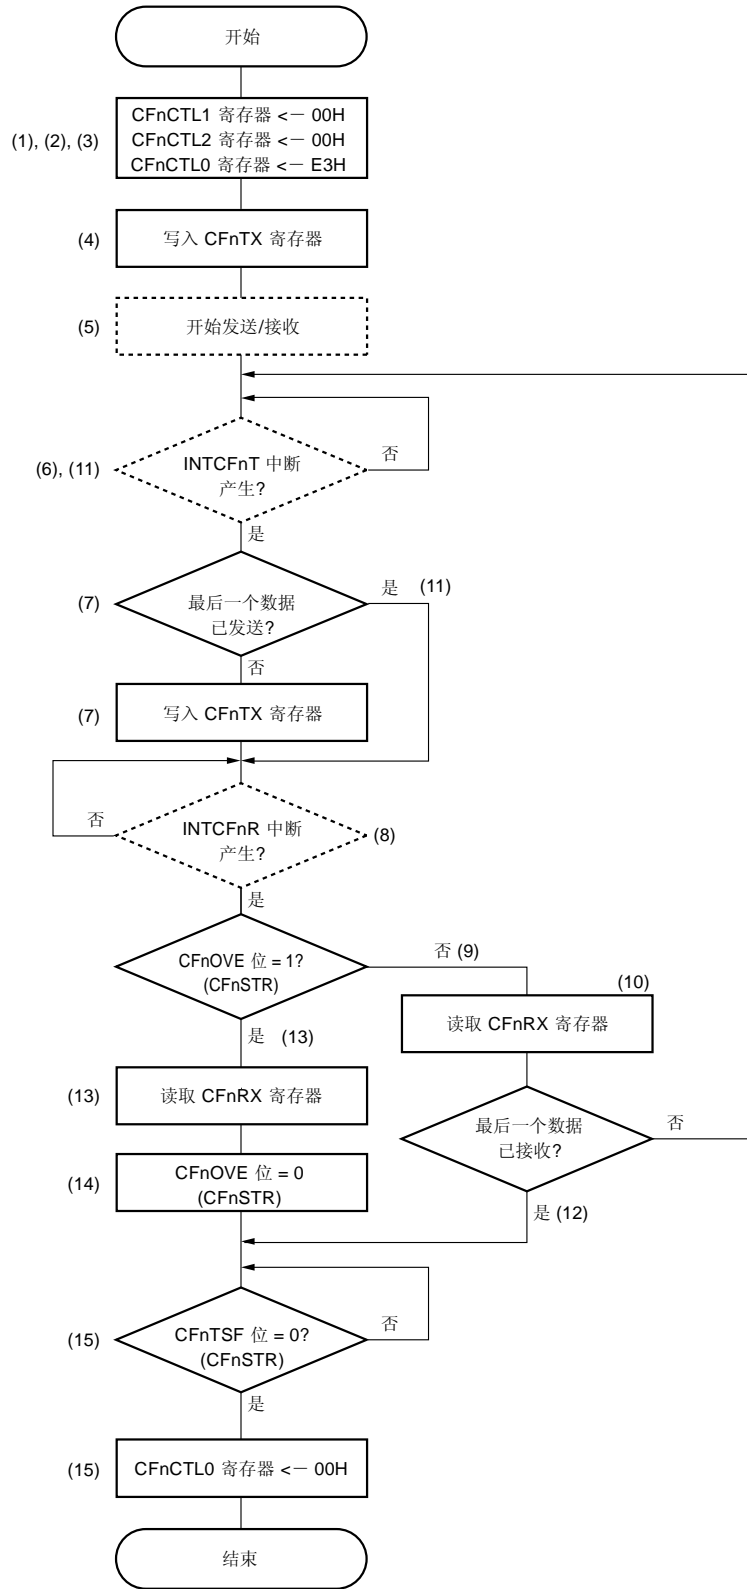 开始
(1), (2), (3)
CFnCTL1 寄存器 <— 00H
CFnCTL2 寄存器 <— 00H
CFnCTL0 寄存器 <— E3H
(4)
写入 CFnTX 寄存器
(5)
开始发送/接收
(6), (11)
INTCFnT 中断
产生?
否
是
(7)
最后一个数据
已发送?
是 (11)
否
(7)
写入 CFnTX 寄存器
否
INTCFnR 中断
产生?
(8)
是
CFnOVE 位 = 1?
(CFnSTR)
否 (9)
(10)
读取 CFnRX 寄存器
是 (13)
(13)
读取 CFnRX 寄存器
最后一个数据
已接收?
否
(14)
CFnOVE 位 = 0
(CFnSTR)
是 (12)
(15)
CFnTSF 位 = 0?
(CFnSTR)
否
是
(15)
CFnCTL0 寄存器 <— 00H
结束